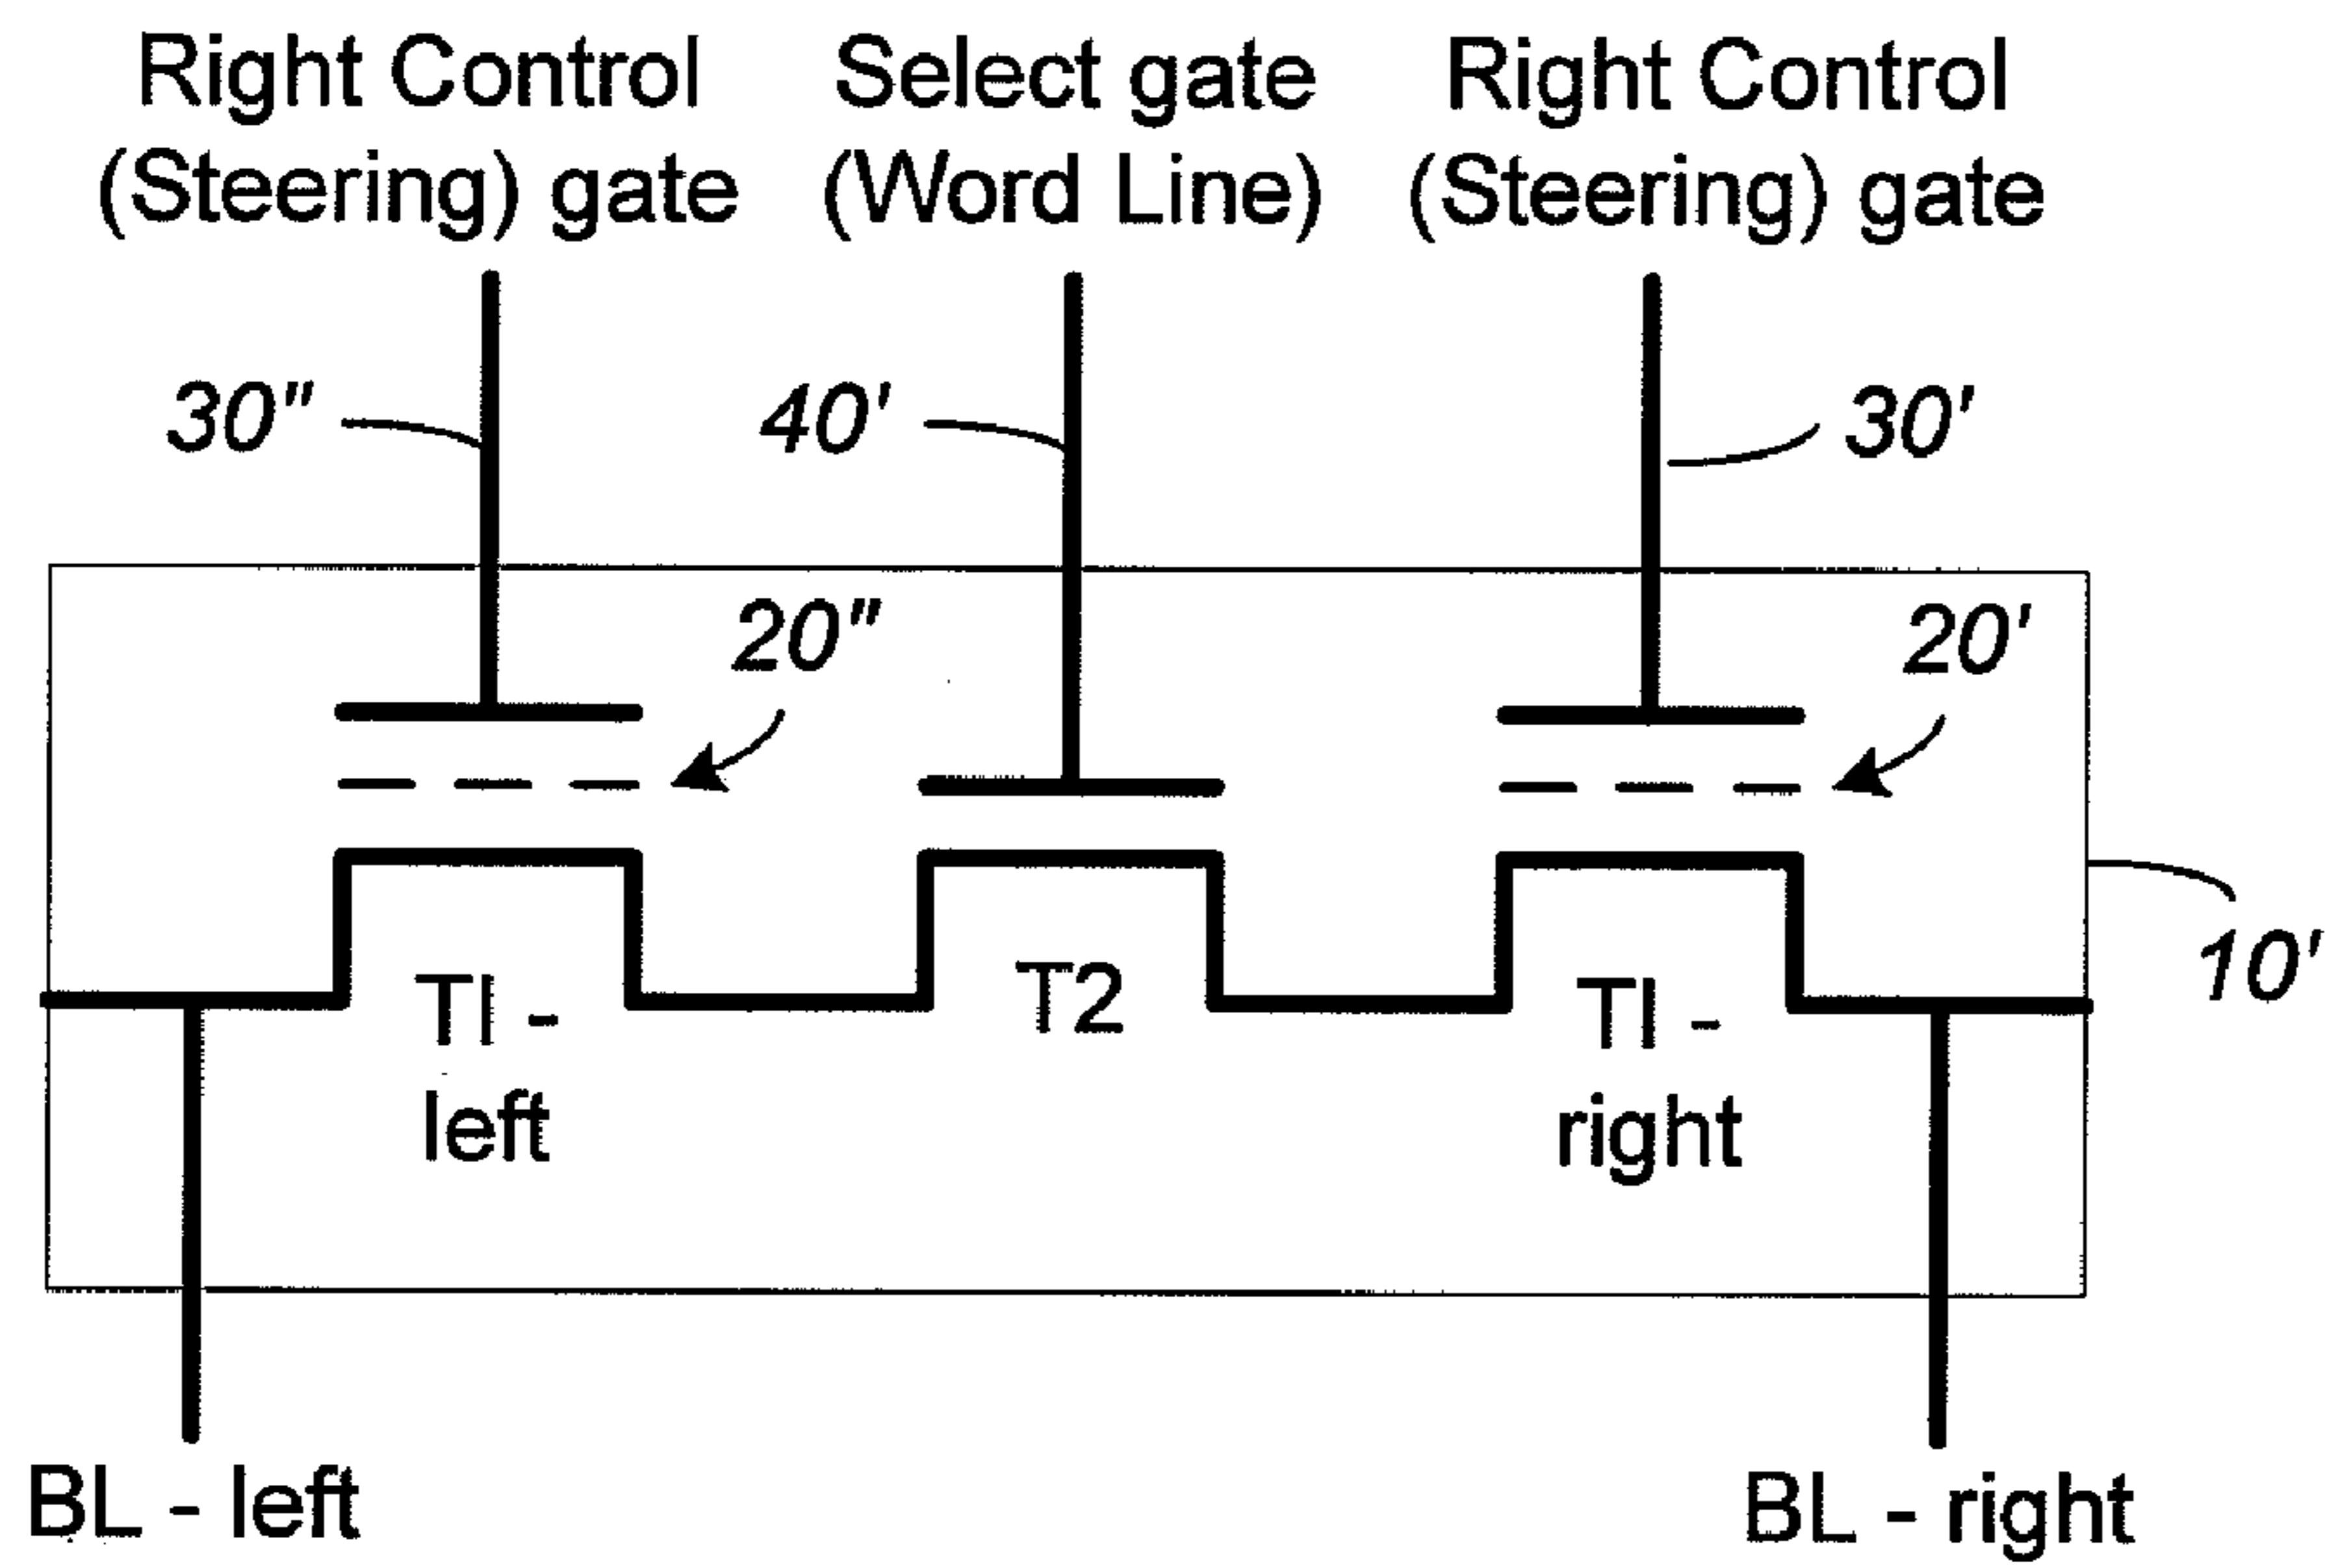 Right Control
(Steering) gate
Select gate
(Word Line)
Right Control
(Steering) gate
30"
40'
30'
20"
20'
10'
TI -
left
T2
TI -
right
BL - left
BL - right